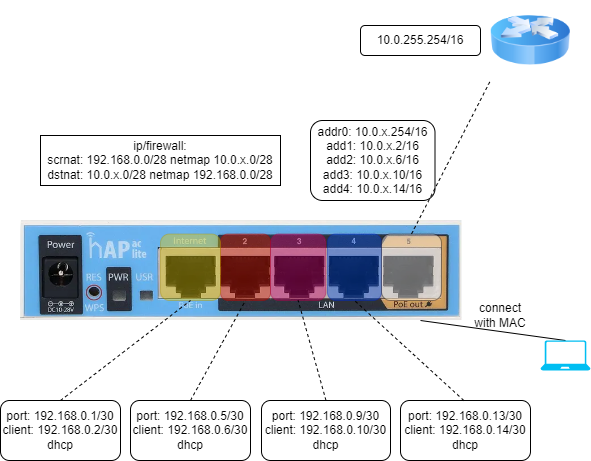 10.0.255.254/16
addr0: 10.0.x.254/16
add1: 10.0.x.2/16
add2: 10.0.x.6/16
add3: 10.0.x.10/16
add4: 10.0.x.14/16
ip/firewall:
scrnat: 192.168.0.0/28 netmap 10.0.x.0/28
dstnat: 10.0.x.0/28 netmap 192.168.0.0/28
Power
hAP ac lite
Internet
2
3
4
5
RES
PWR
USR
DC10-28V
WPS
PoE in
LAN
PoE out
connect
with MAC
port: 192.168.0.1/30
client: 192.168.0.2/30
dhcp
port: 192.168.0.5/30
client: 192.168.0.6/30
dhcp
port: 192.168.0.9/30
client: 192.168.0.10/30
dhcp
port: 192.168.0.13/30
client: 192.168.0.14/30
dhcp